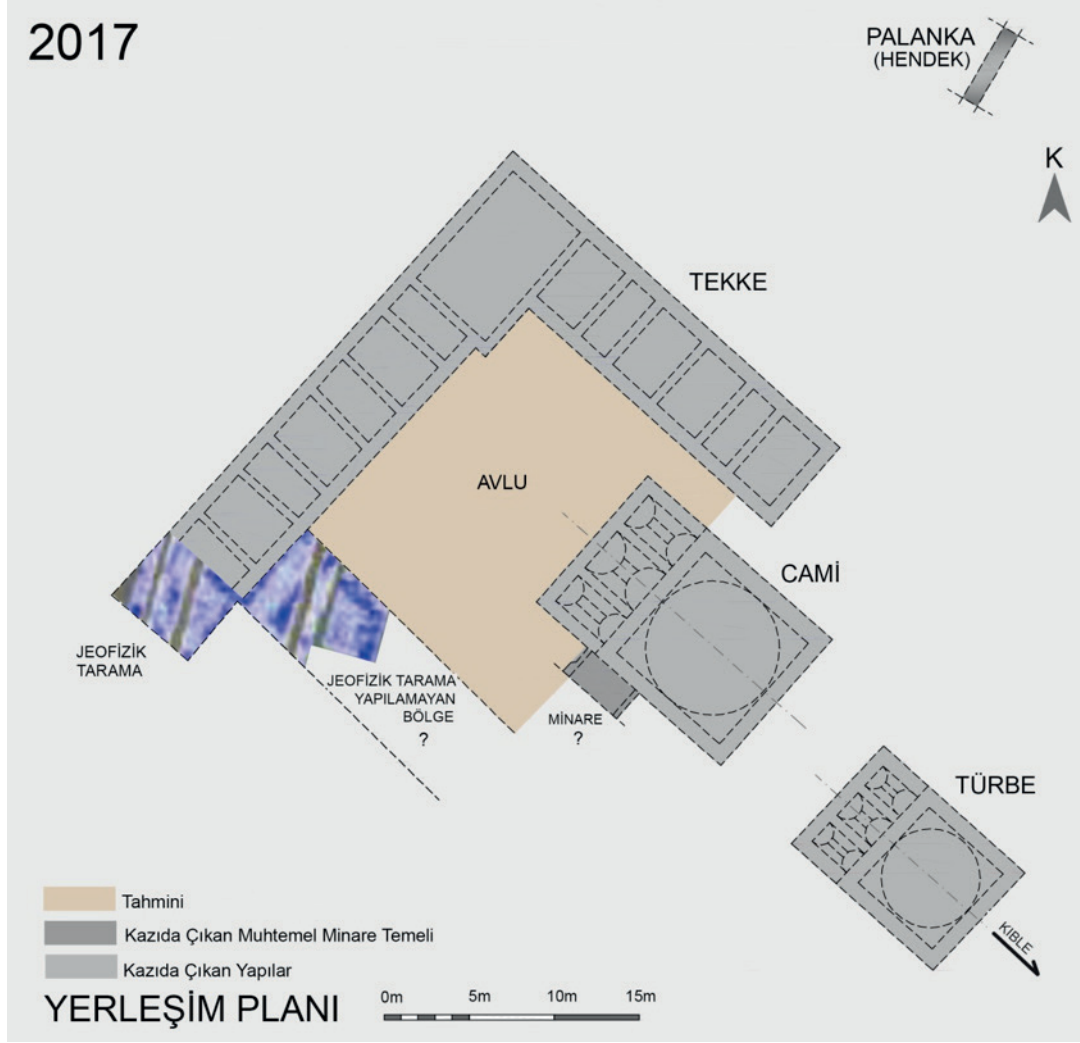 2017
PALANKA
(HENDEK)
K
TEKKE
AVLU
CAMİ
JEOFİZİK
TARAMA
JEOFİZİK TARAMA
YAPILAMAYAN
BÖLGE
?
MİNARE
?
TÜRBE
KIBLE
Tahmini
Kazıda Çıkan Muhtemel Minare Temeli
Kazıda Çıkan Yapılar
YERLEŞİM PLANI
0m 5m 10m 15m